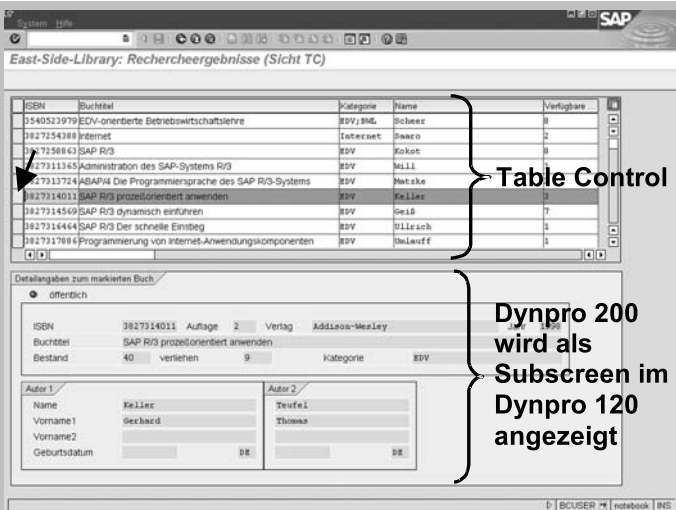 System Hilfe
SAP
East-Side-Library: Rechercheergebnisse (Sicht TC)
ISBN Buchtitel Kategorie Name Verfügbare ...
3540523979 EDV-orientierte Betriebswirtschaftslehre EDV;BWL Scheer 8
3827254388 Internet Internet Smaro 2
3827250863 SAP R/3 EDV Kokot 8
3827311365 Administration des SAP-Systems R/3 EDV Will 1
3827313724 ABAP/4 Die Programmiersprache des SAP R/3-Systems EDV Matzke
3827314011 SAP R/3 prozeßorientiert anwenden EDV Keller 3
3827314569 SAP R/3 dynamisch einführen EDV Geiß 7
3827316464 SAP R/3 Der schnelle Einstieg EDV Ullrich 1
3827317886 Programmierung von Internet-Anwendungskomponenten EDV Umlauff 1
Table Control
Detailangaben zum markierten Buch
öffentlich
ISBN 3827314011 Auflage 2 Verlag Addison-Wesley Jahr 1998
Buchtitel SAP R/3 prozeßorientiert anwenden
Bestand 40 verliehen 9 Kategorie EDV
Autor 1 Autor 2
Name Keller Teufel
Vorname1 Gerhard Thomas
Vorname2
Geburtsdatum DE DE
Dynpro 200
wird als
Subscreen im
Dynpro 120
angezeigt
BCUSER notebook INS